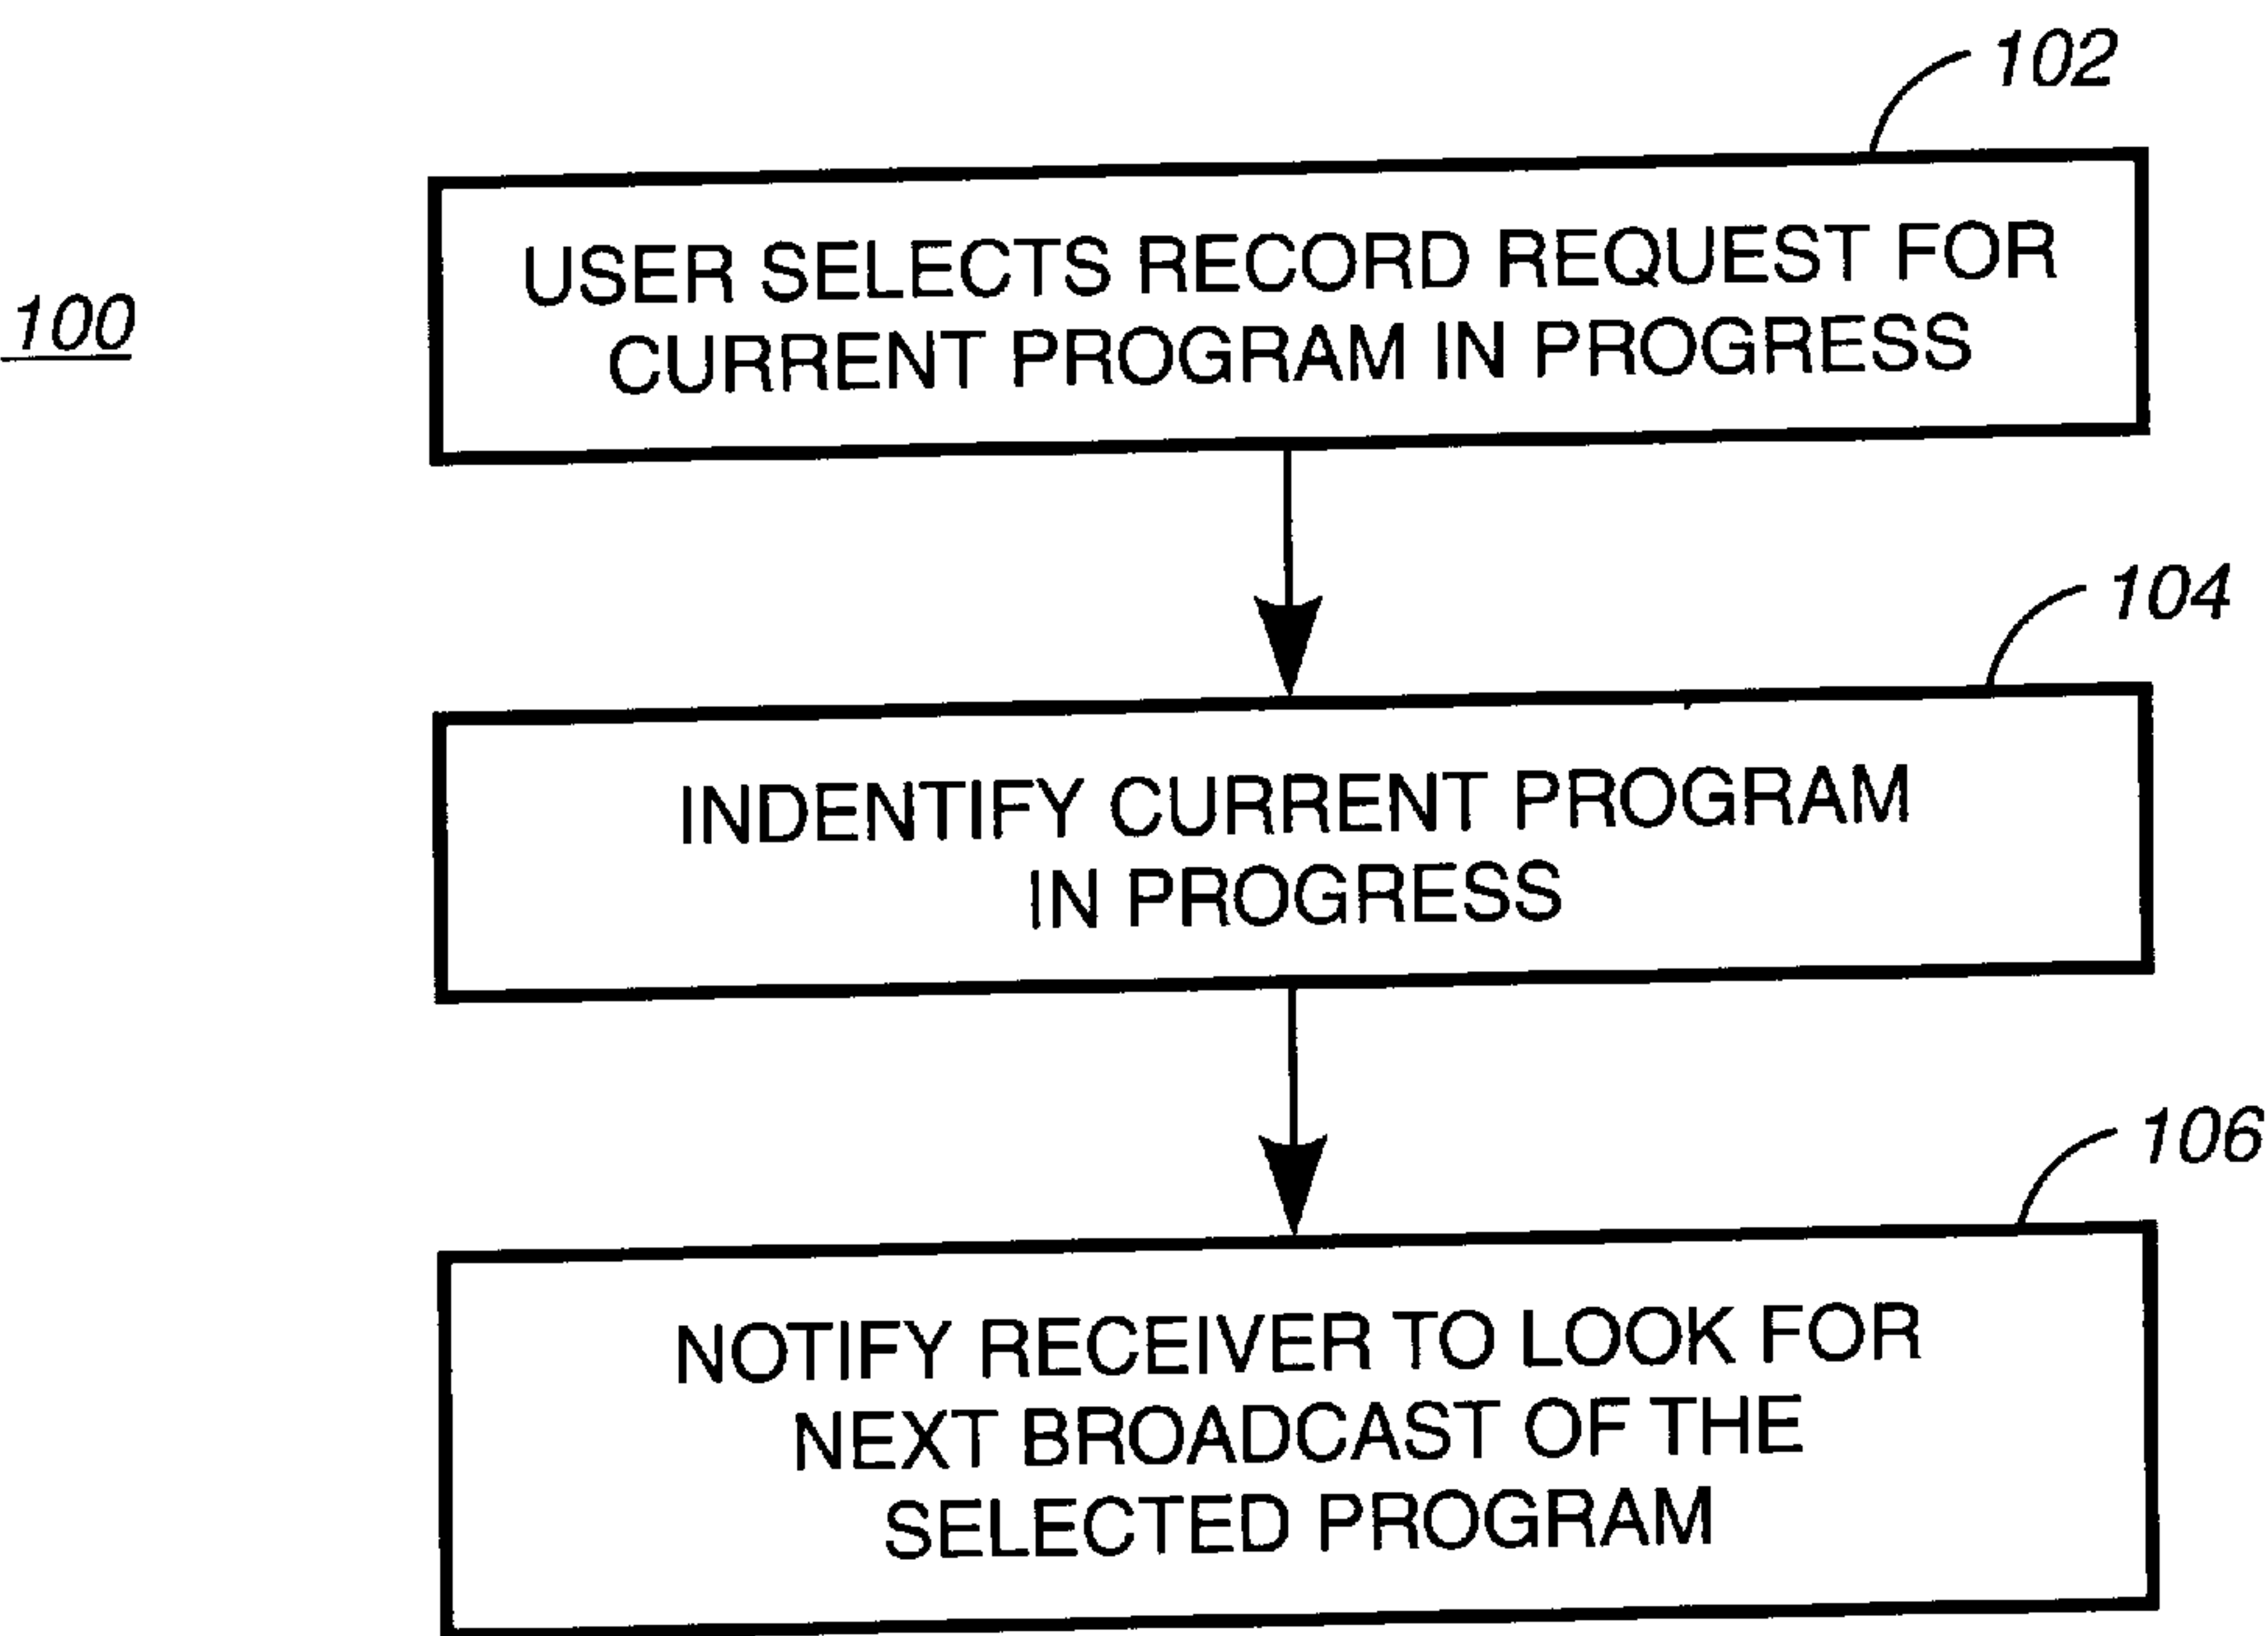 102
USER SELECTS RECORD REQUEST FOR
CURRENT PROGRAM IN PROGRESS
100
104
INDENTIFY CURRENT PROGRAM
IN PROGRESS
106
NOTIFY RECEIVER TO LOOK FOR
NEXT BROADCAST OF THE
SELECTED PROGRAM